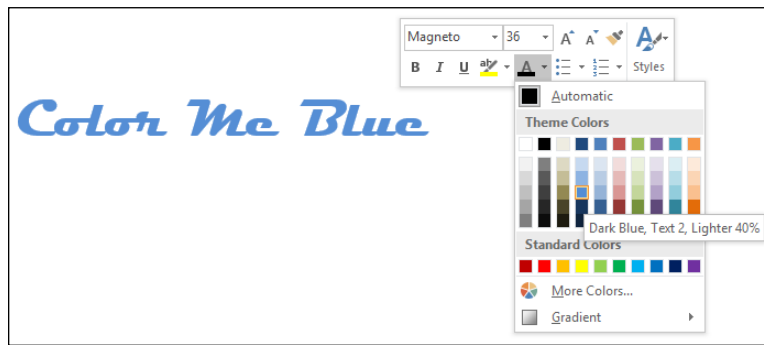 Magneto 36 A A A
B I U ab A Styles
Color Me Blue
Automatic
Theme Colors
Dark Blue, Text 2, Lighter 40%
Standard Colors
More Colors...
Gradient